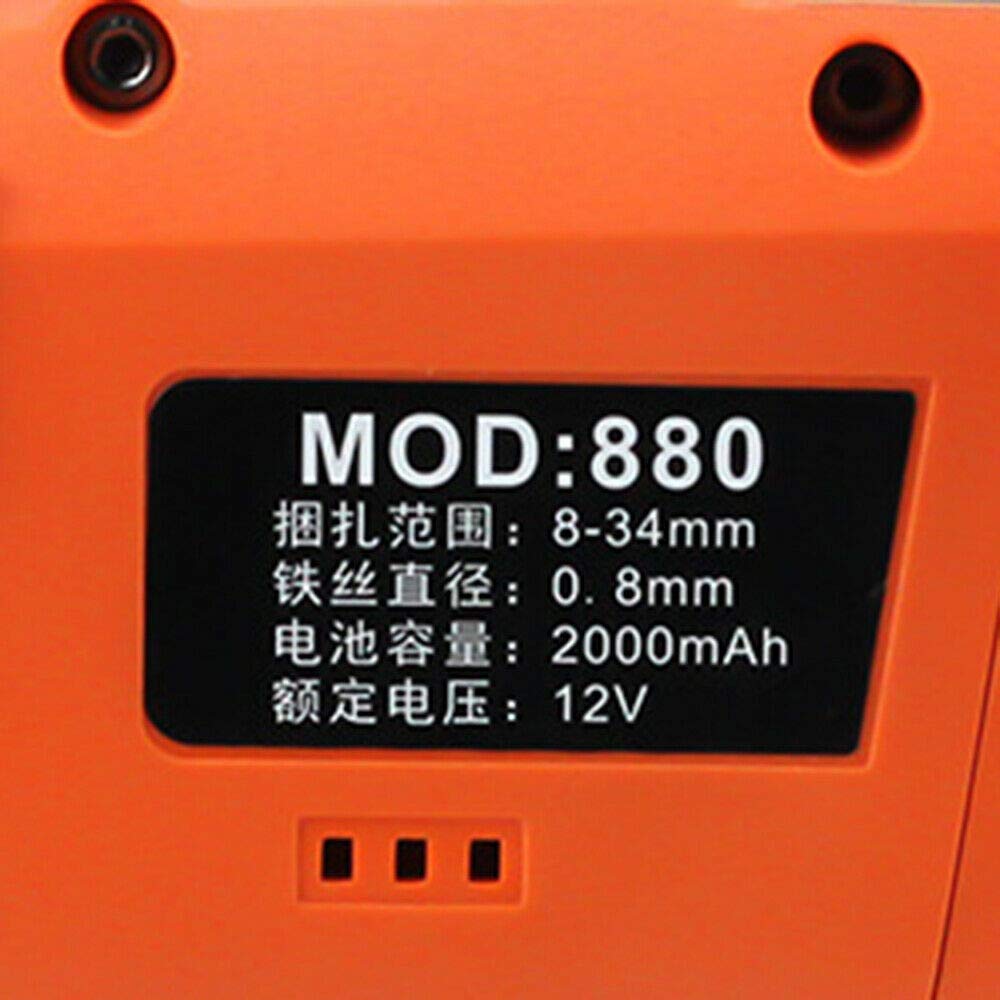 MOD:880
捆扎范围：8-34mm
铁丝直径：0.8mm
电池容量：2000mAh
额定电压：12V